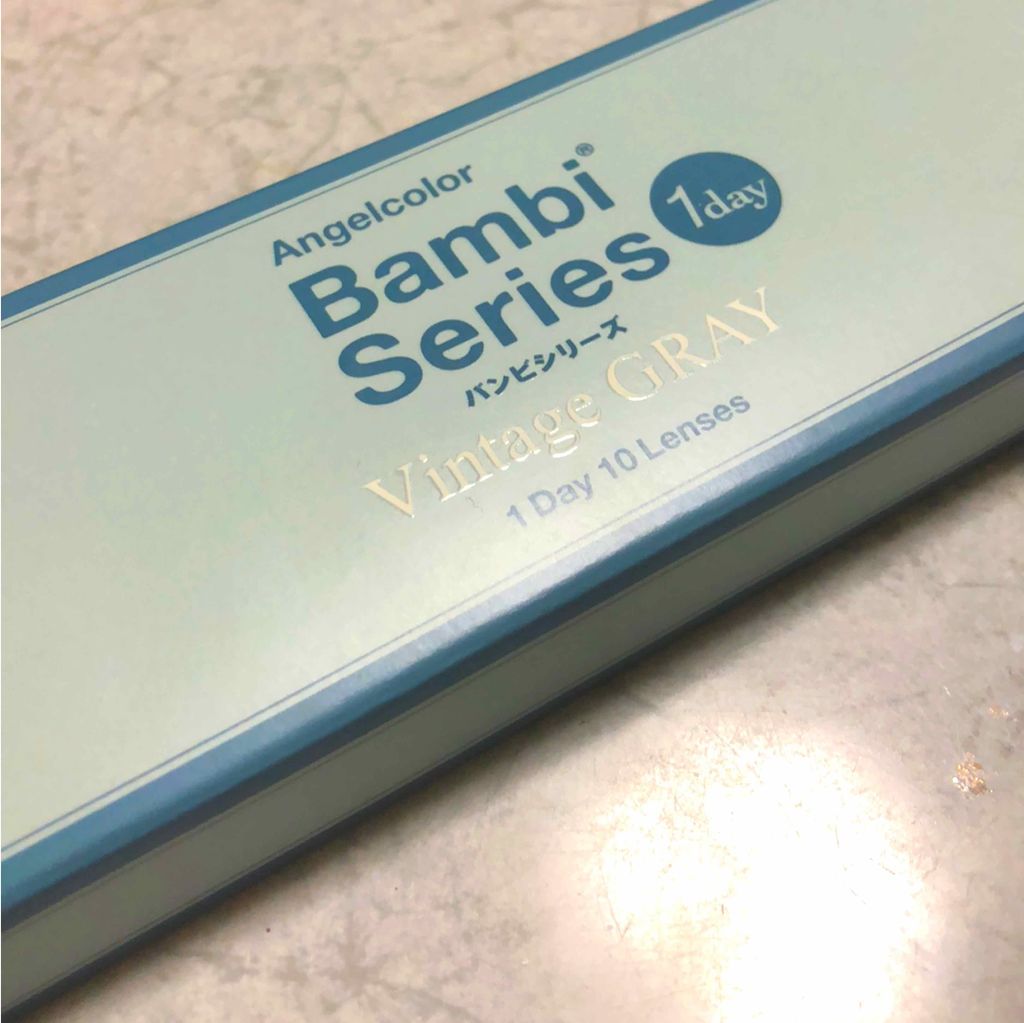 Angelcolor
Bambi®
Series 1day
バンビシリーズ
Vintage GRAY
1 Day 10 Lenses